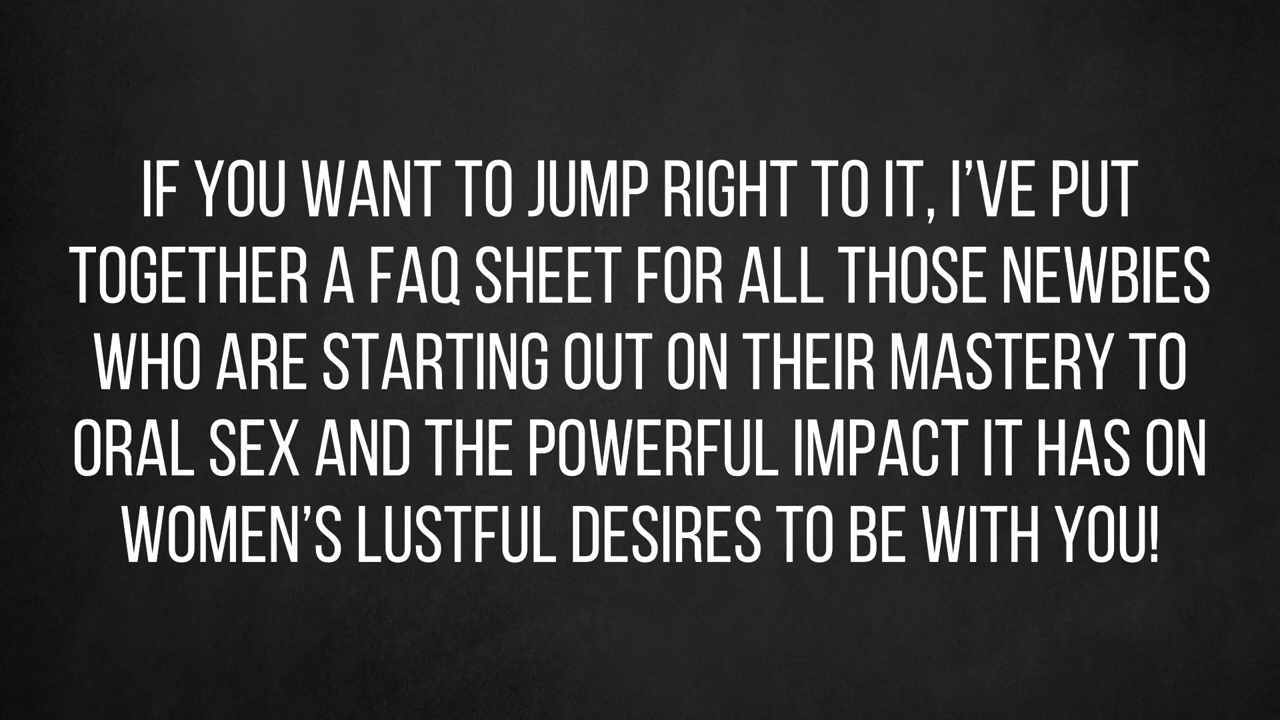 IF YOU WANT TO JUMP RIGHT TO IT, I’VE PUT
TOGETHER A FAQ SHEET FOR ALL THOSE NEWBIES
WHO ARE STARTING OUT ON THEIR MASTERY TO
ORAL SEX AND THE POWERFUL IMPACT IT HAS ON
WOMEN’S LUSTFUL DESIRES TO BE WITH YOU!